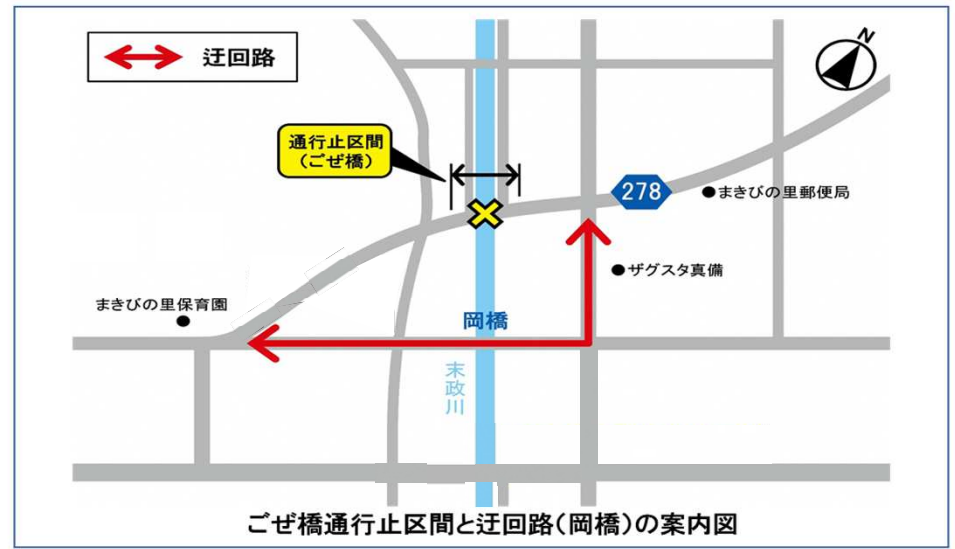 迂回路
N
通行止区間
(ごぜ橋)
278
まきびの里郵便局
ザグスタ真備
まきびの里保育園
岡橋
末政川
ごぜ橋通行止区間と迂回路(岡橋)の案内図